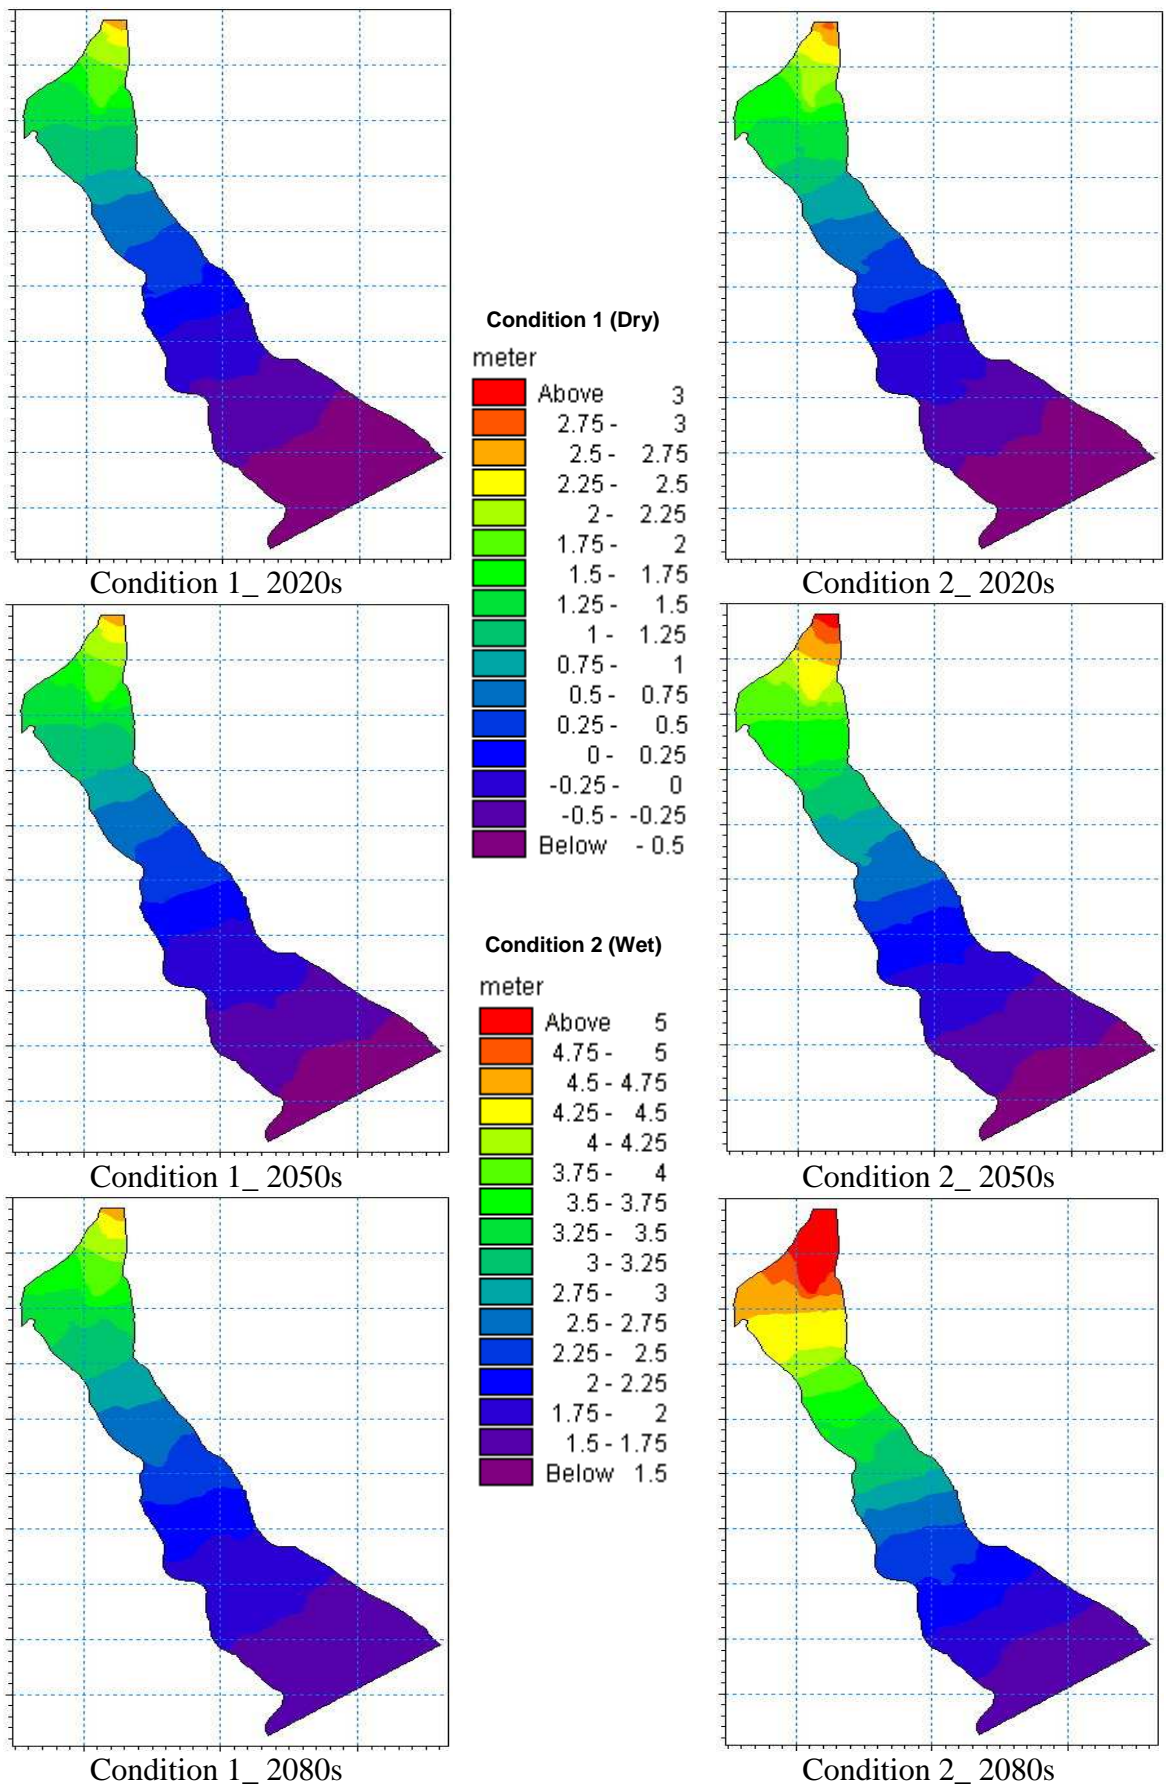 Condition 1_ 2020s
Condition 2_ 2020s
Condition 1 (Dry)
meter
Above 3
2.75 - 3
2.5 - 2.75
2.25 - 2.5
2 - 2.25
1.75 - 2
1.5 - 1.75
1.25 - 1.5
1 - 1.25
0.75 - 1
0.5 - 0.75
0.25 - 0.5
0 - 0.25
-0.25 - 0
-0.5 - -0.25
Below - 0.5
Condition 1_ 2050s
Condition 2_ 2050s
Condition 2 (Wet)
meter
Above 5
4.75 - 5
4.5 - 4.75
4.25 - 4.5
4 - 4.25
3.75 - 4
3.5 - 3.75
3.25 - 3.5
3 - 3.25
2.75 - 3
2.5 - 2.75
2.25 - 2.5
2 - 2.25
1.75 - 2
1.5 - 1.75
Below 1.5
Condition 1_ 2080s
Condition 2_ 2080s